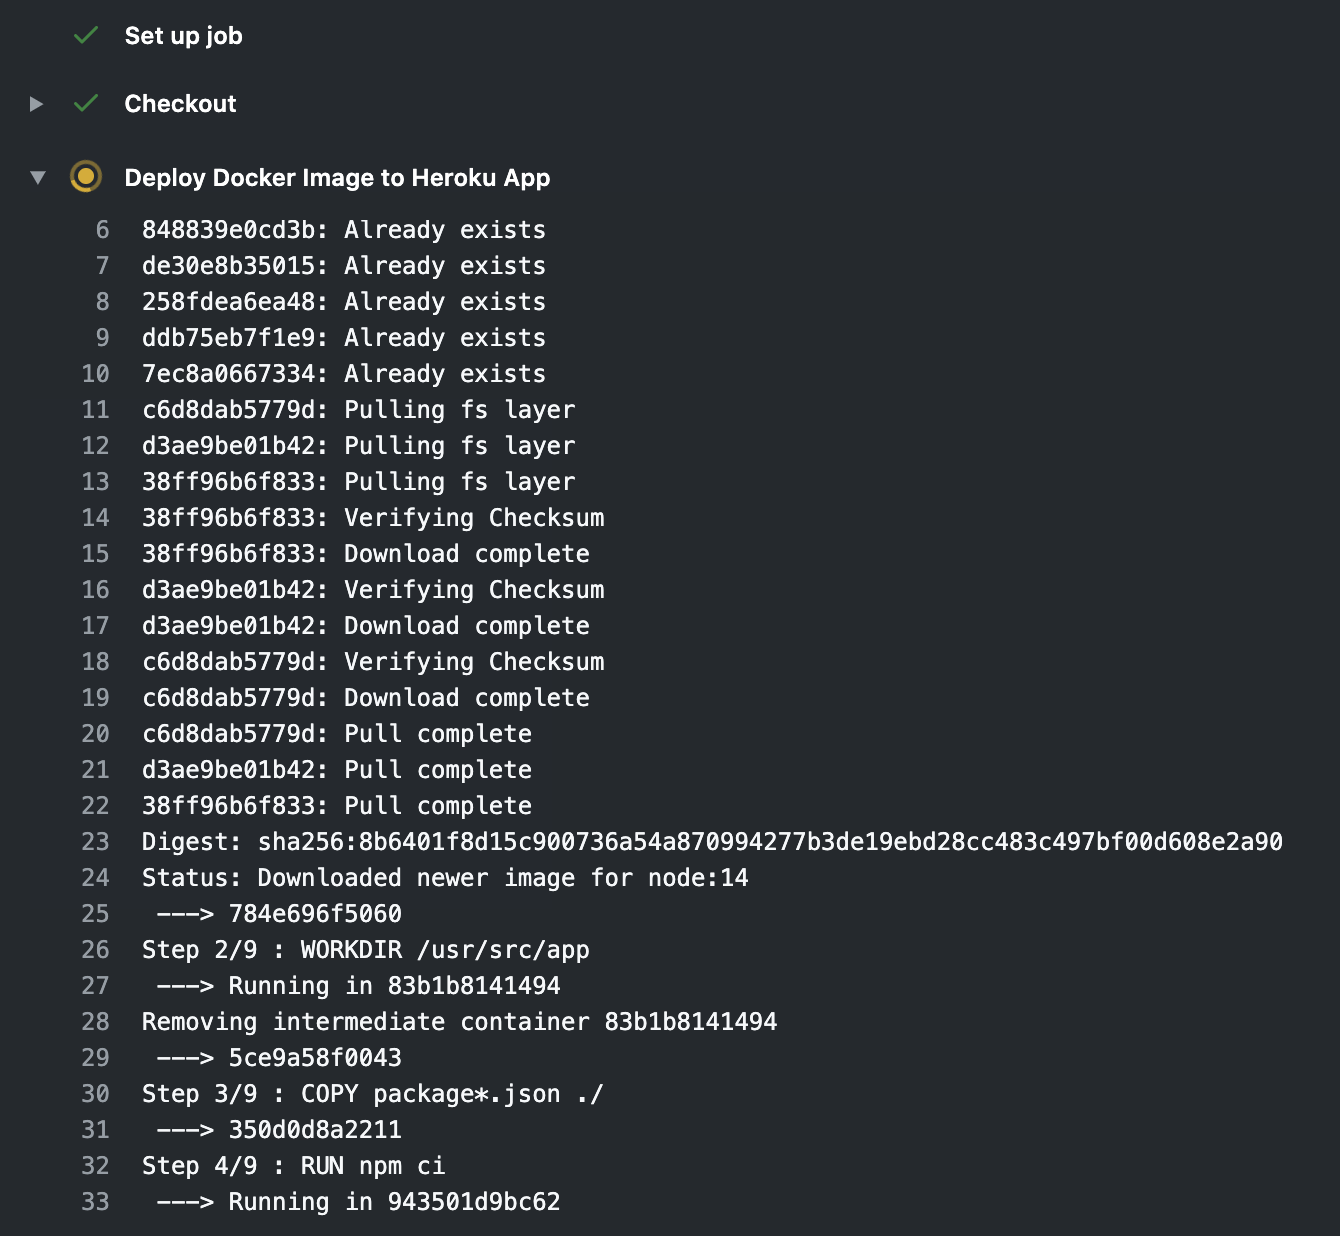 Set up job
Checkout
Deploy Docker Image to Heroku App
6 848839e0cd3b: Already exists
7 de30e8b35015: Already exists
8 258fdea6ea48: Already exists
9 ddb75eb7f1e9: Already exists
10 7ec8a0667334: Already exists
11 c6d8dab5779d: Pulling fs layer
12 d3ae9be01b42: Pulling fs layer
13 38ff96b6f833: Pulling fs layer
14 38ff96b6f833: Verifying Checksum
15 38ff96b6f833: Download complete
16 d3ae9be01b42: Verifying Checksum
17 d3ae9be01b42: Download complete
18 c6d8dab5779d: Verifying Checksum
19 c6d8dab5779d: Download complete
20 c6d8dab5779d: Pull complete
21 d3ae9be01b42: Pull complete
22 38ff96b6f833: Pull complete
23 Digest: sha256:8b6401f8d15c900736a54a870994277b3de19ebd28cc483c497bf00d608e2a90
24 Status: Downloaded newer image for node:14
25 ---> 784e696f5060
26 Step 2/9 : WORKDIR /usr/src/app
27 ---> Running in 83b1b8141494
28 Removing intermediate container 83b1b8141494
29 ---> 5ce9a58f0043
30 Step 3/9 : COPY package*.json ./
31 ---> 350d0d8a2211
32 Step 4/9 : RUN npm ci
33 ---> Running in 943501d9bc62